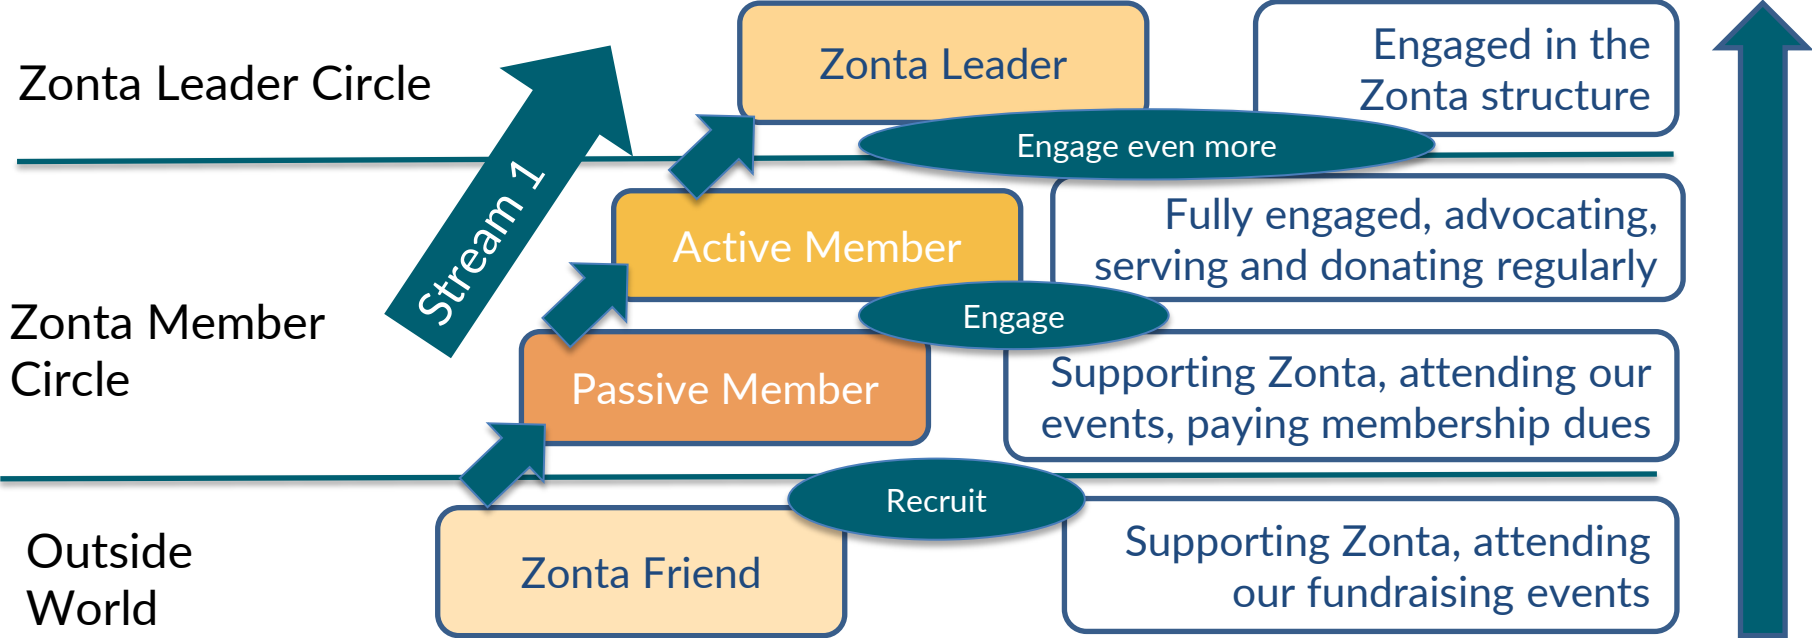 Zonta Leader Circle
Stream 1
Zonta Leader
Engaged in the
Zonta structure
Engage even more
Zonta Member
Circle
Active Member
Fully engaged, advocating,
serving and donating regularly
Engage
Passive Member
Supporting Zonta, attending our
events, paying membership dues
Recruit
Outside
World
Zonta Friend
Supporting Zonta, attending
our fundraising events